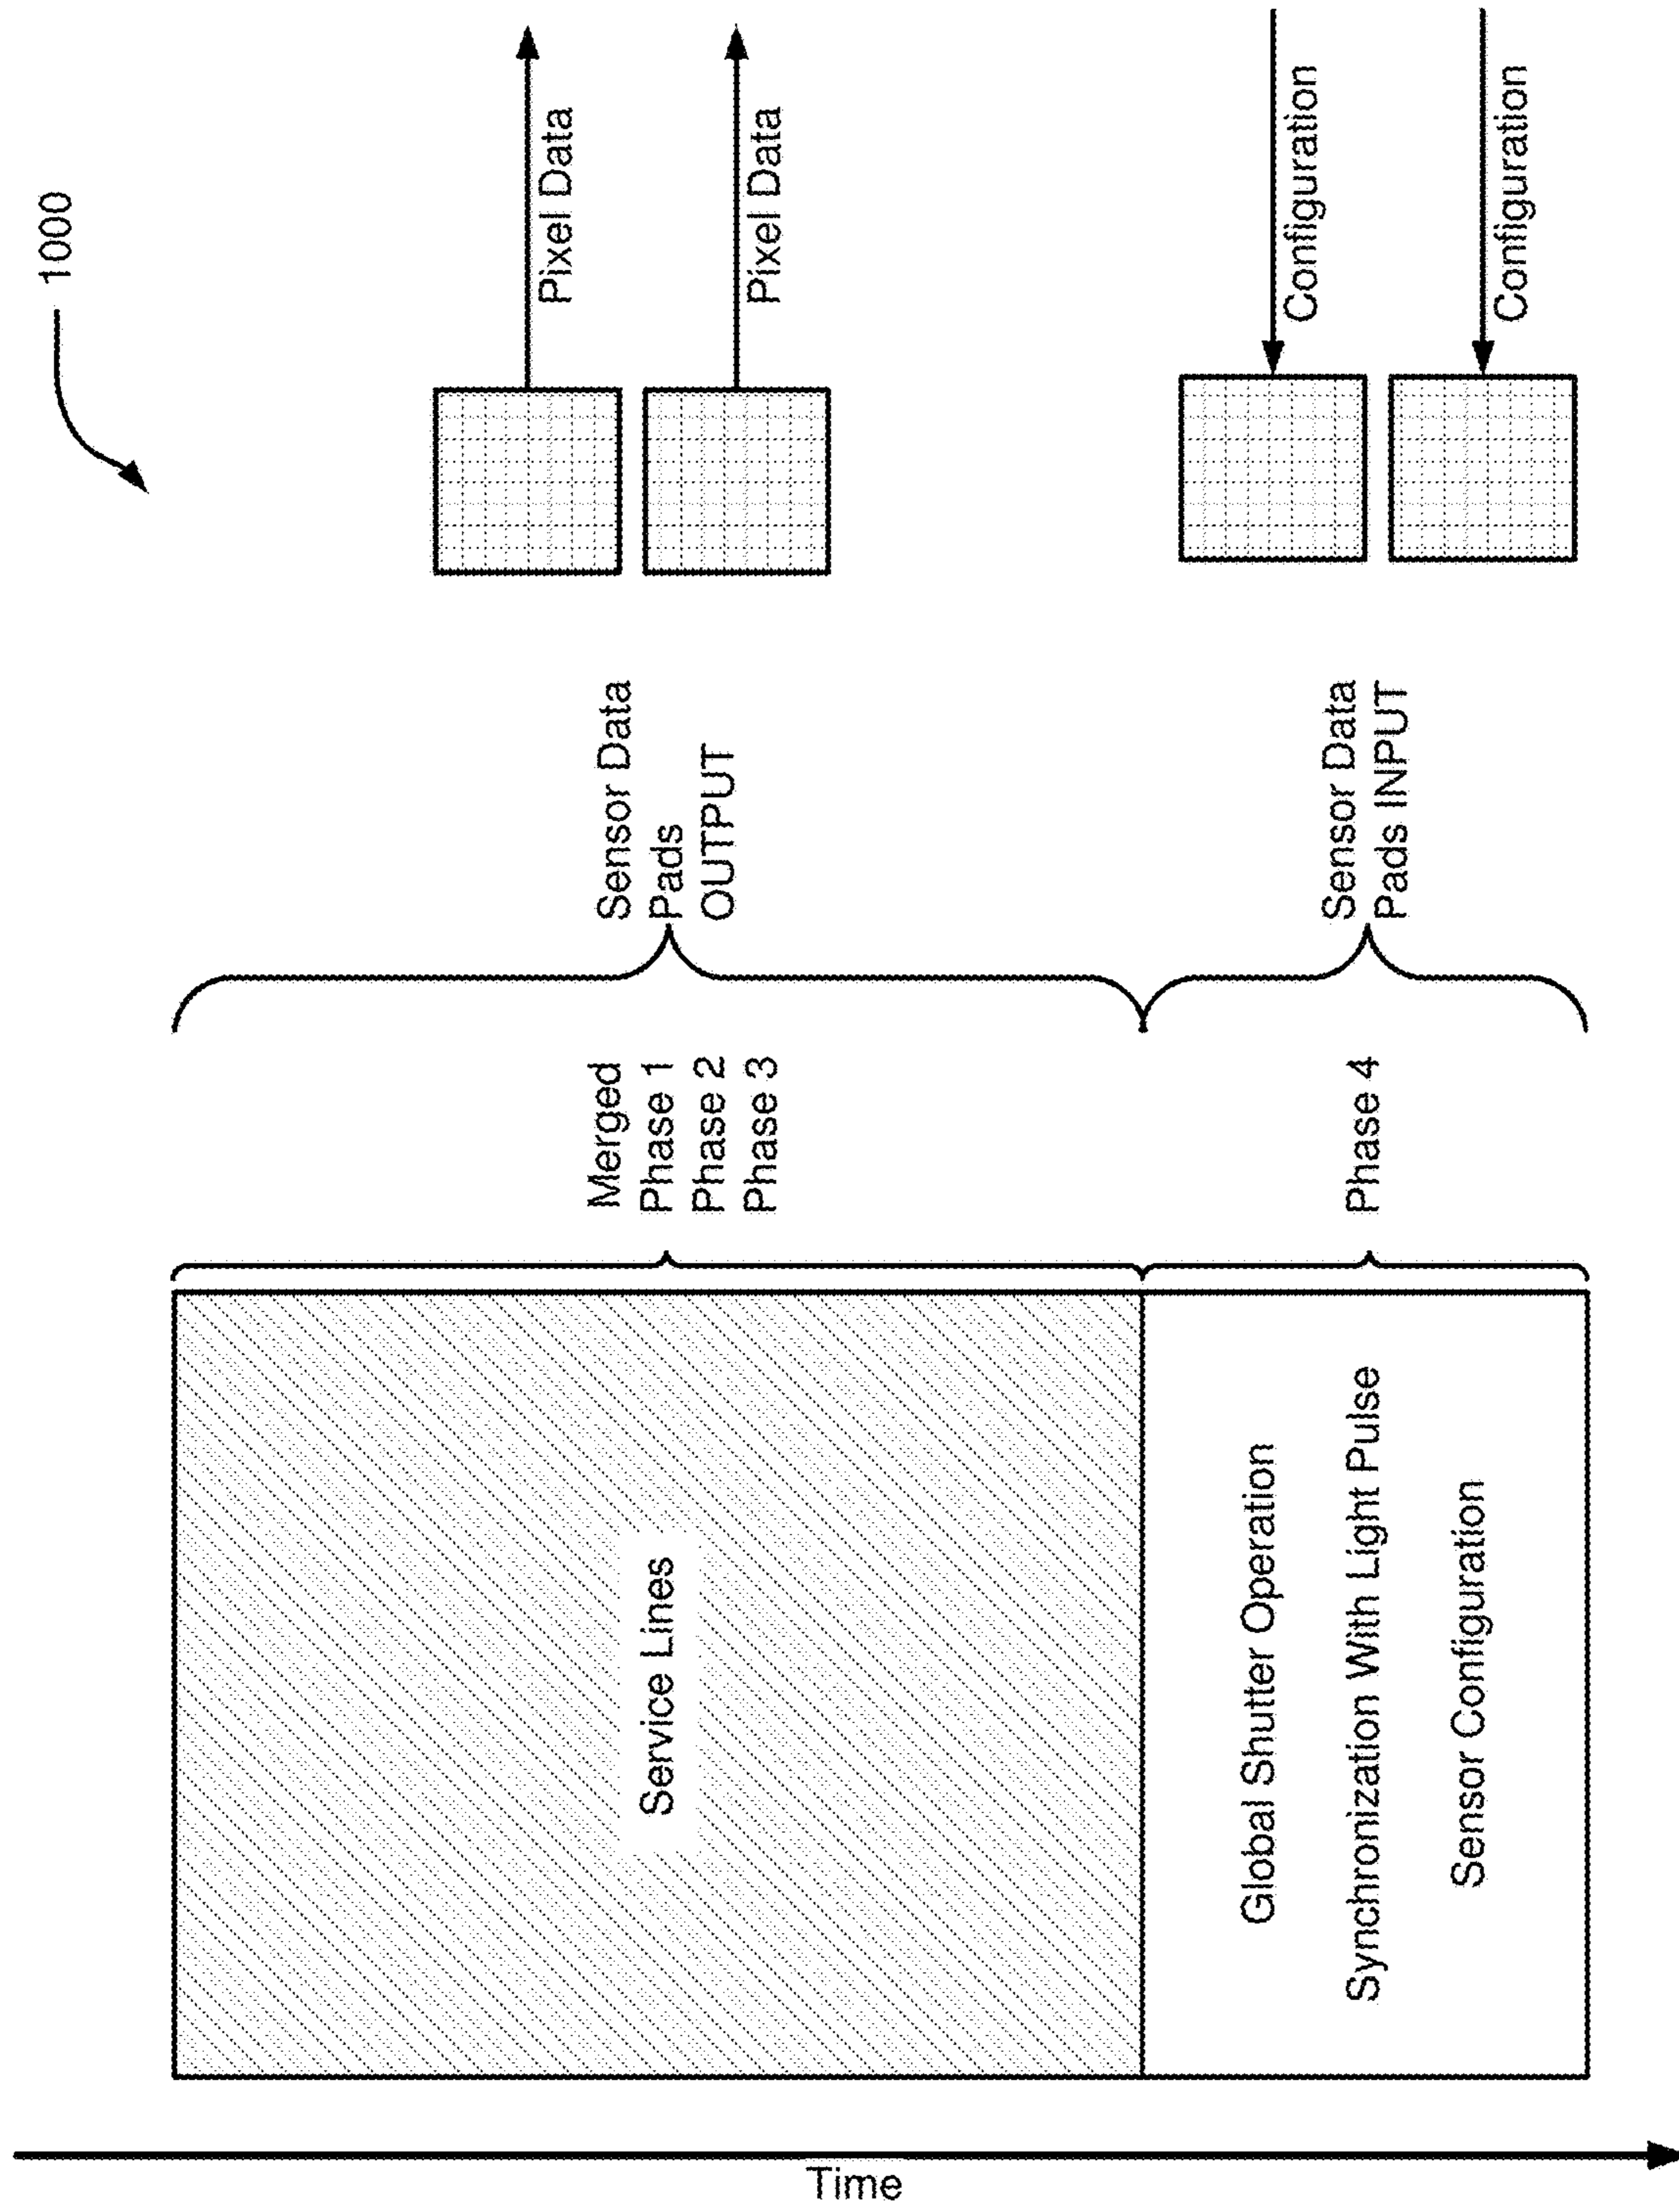 1000
Pixel Data
Pixel Data
Configuration
Configuration
Sensor Data
Pads
OUTPUT
Sensor Data
Pads INPUT
Merged
Phase 1
Phase 2
Phase 3
Phase 4
Service Lines
Global Shutter Operation
Synchronization With Light Pulse
Sensor Configuration
Time